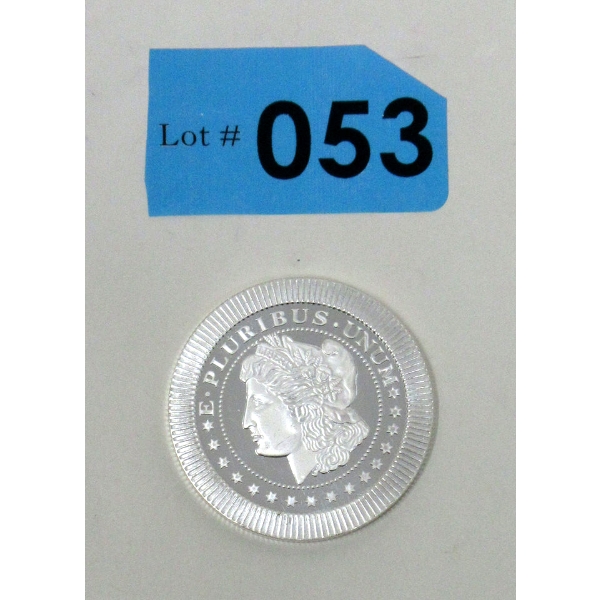 Lot # 053
E · PLURIBUS · UNUM